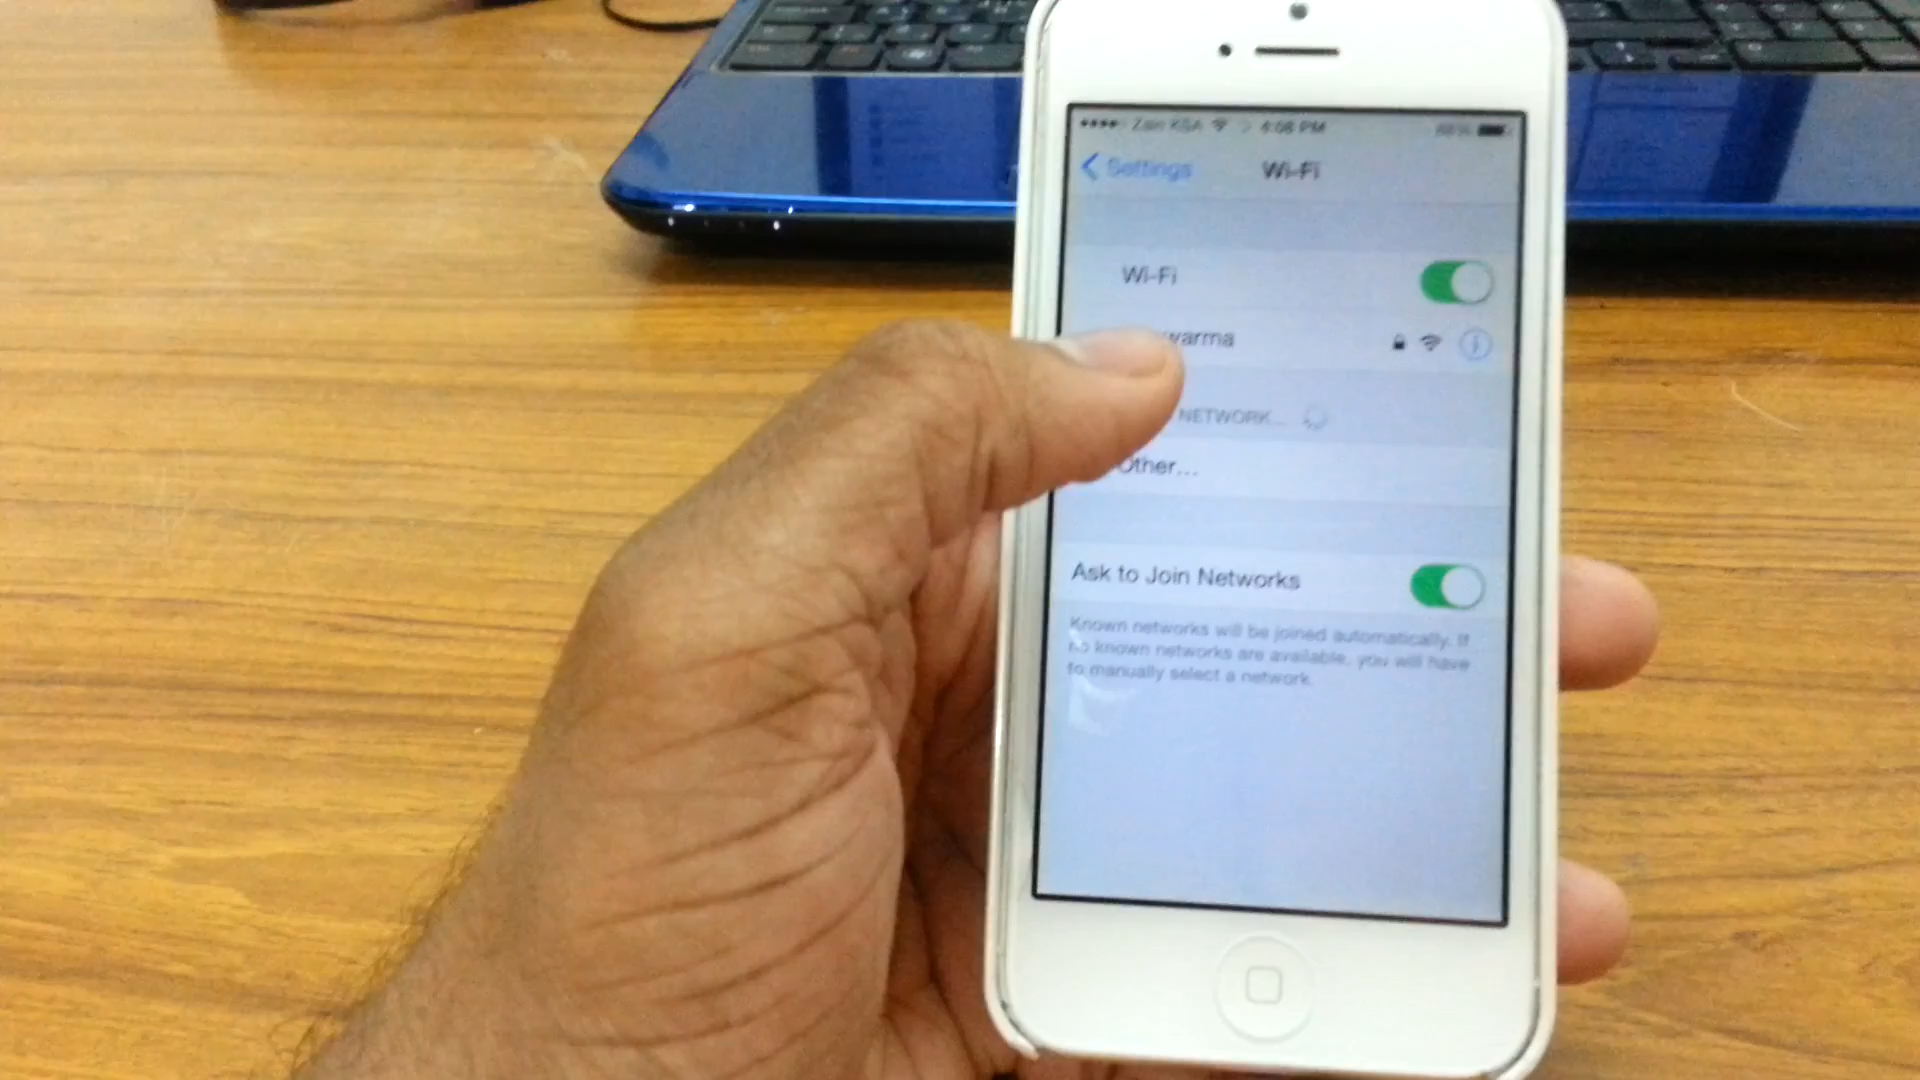 Zain KSA 4:08 PM
Settings Wi-Fi
Wi-Fi
warma
NETWORK...
Other...
Ask to Join Networks
Known networks will be joined automatically. If
no known networks are available, you will have
to manually select a network.